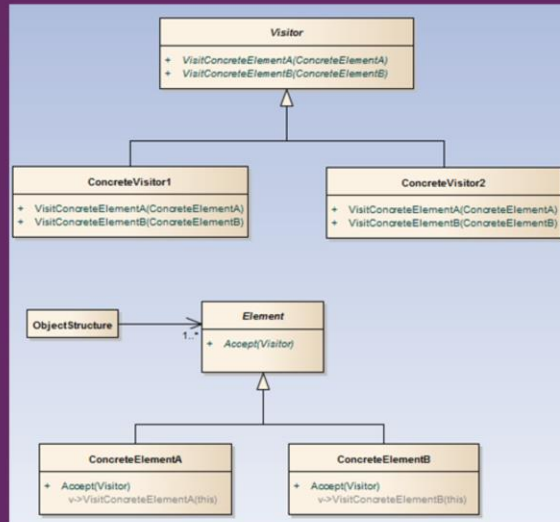 Visitor
+ VisitConcreteElementA(ConcreteElementA)
+ VisitConcreteElementB(ConcreteElementB)
ConcreteVisitor1
+ VisitConcreteElementA(ConcreteElementA)
+ VisitConcreteElementB(ConcreteElementB)
ConcreteVisitor2
+ VisitConcreteElementA(ConcreteElementA)
+ VisitConcreteElementB(ConcreteElementB)
ObjectStructure
1..*
Element
+ Accept(Visitor)
ConcreteElementA
+ Accept(Visitor)
v->VisitConcreteElementA(this)
ConcreteElementB
+ Accept(Visitor)
v->VisitConcreteElementB(this)